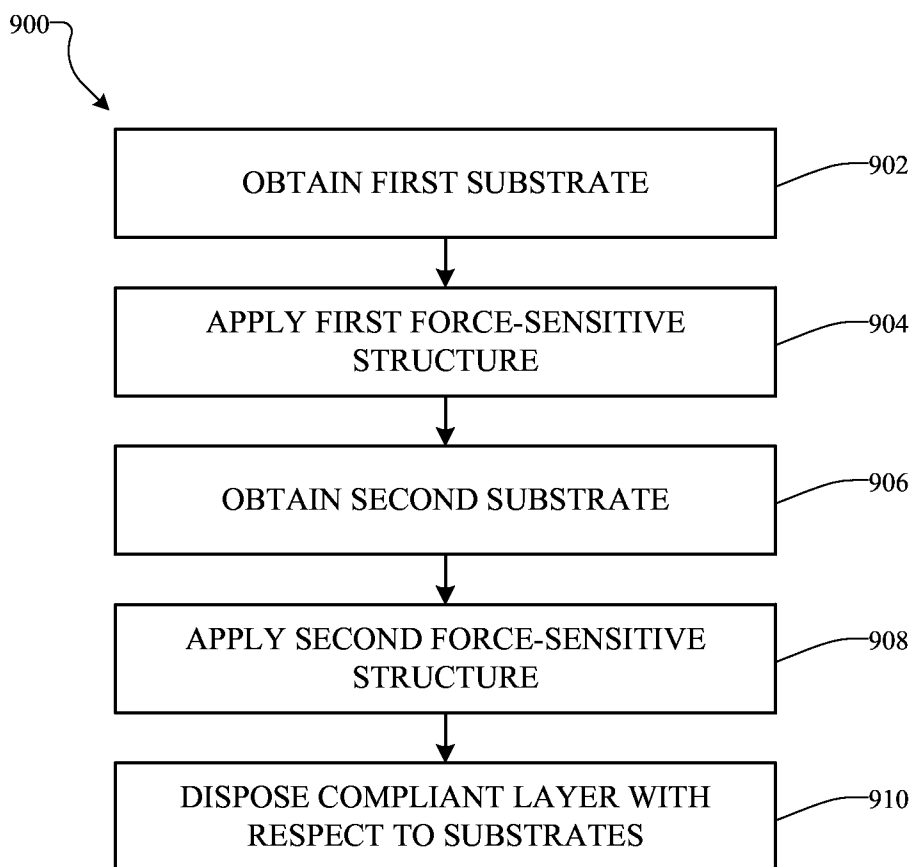 900
OBTAIN FIRST SUBSTRATE
902
APPLY FIRST FORCE-SENSITIVE
STRUCTURE
904
OBTAIN SECOND SUBSTRATE
906
APPLY SECOND FORCE-SENSITIVE
STRUCTURE
908
DISPOSE COMPLIANT LAYER WITH
RESPECT TO SUBSTRATES
910